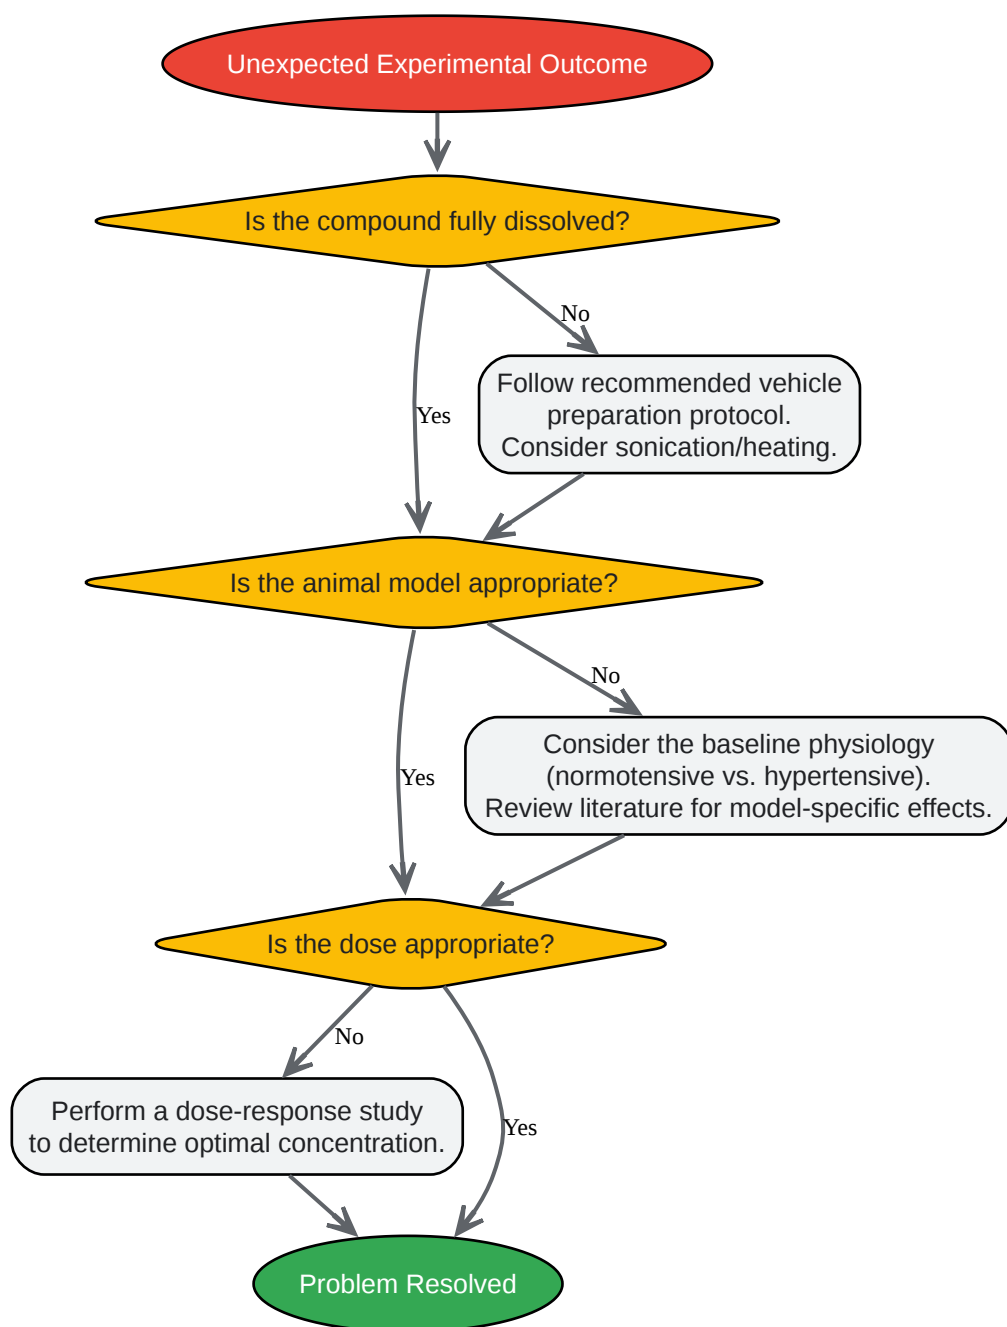 Unexpected Experimental Outcome
Is the compound fully dissolved?
No
Follow recommended vehicle
preparation protocol.
Consider sonication/heating.
Yes
Is the animal model appropriate?
No
Consider the baseline physiology
(normotensive vs. hypertensive).
Review literature for model-specific effects.
Yes
Is the dose appropriate?
No
Perform a dose-response study
to determine optimal concentration.
Yes
Problem Resolved